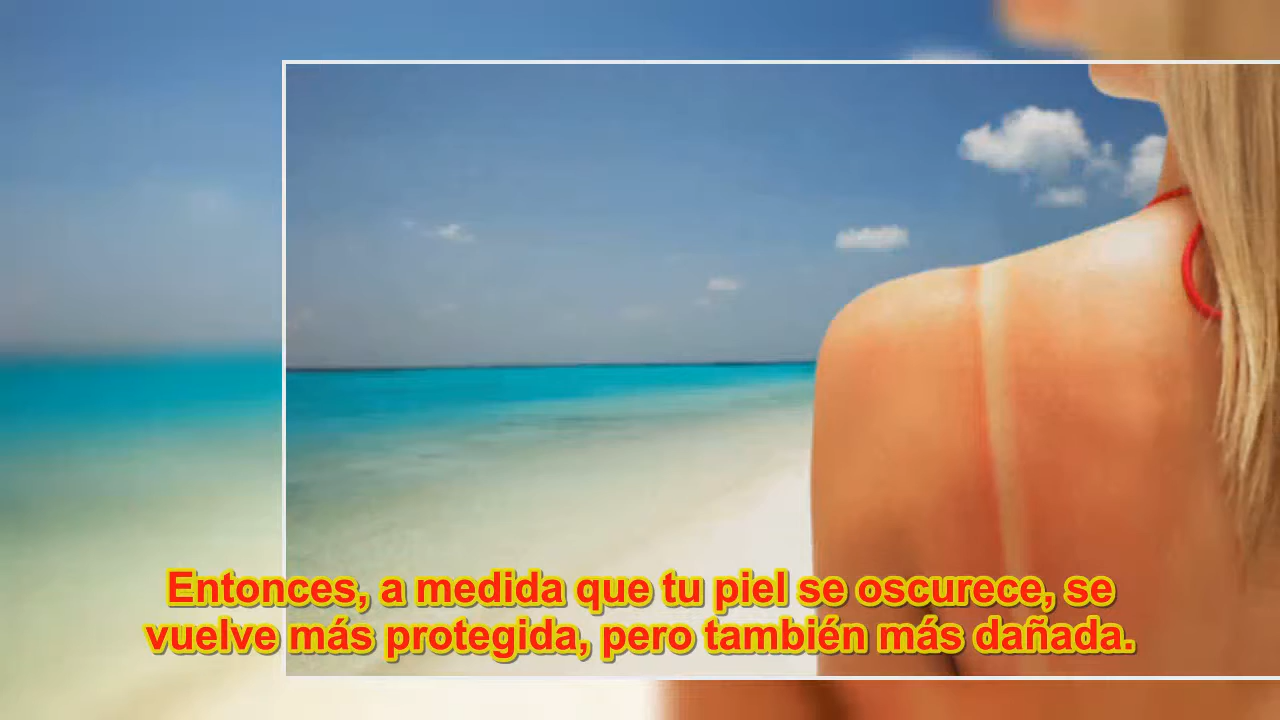 Entonces, a medida que tu piel se oscurece, se
vuelve más protegida, pero también más dañada.